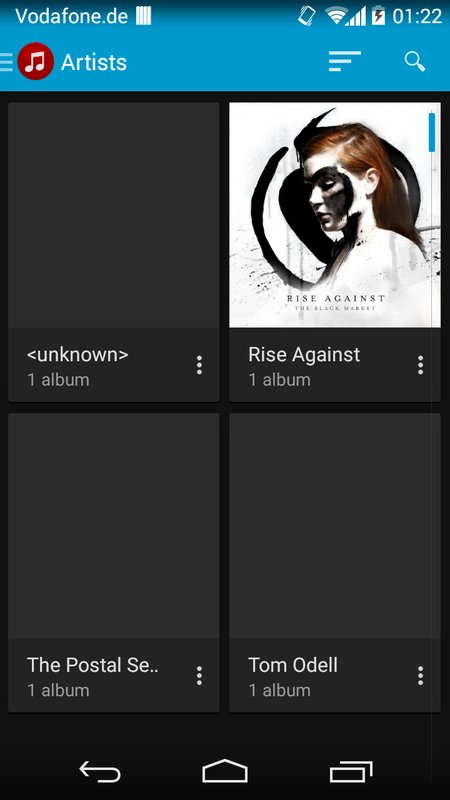 Vodafone.de
01:22
Artists
RISE AGAINST
THE BLACK MARKET
<unknown>
1 album
Rise Against
1 album
The Postal Se..
1 album
Tom Odell
1 album